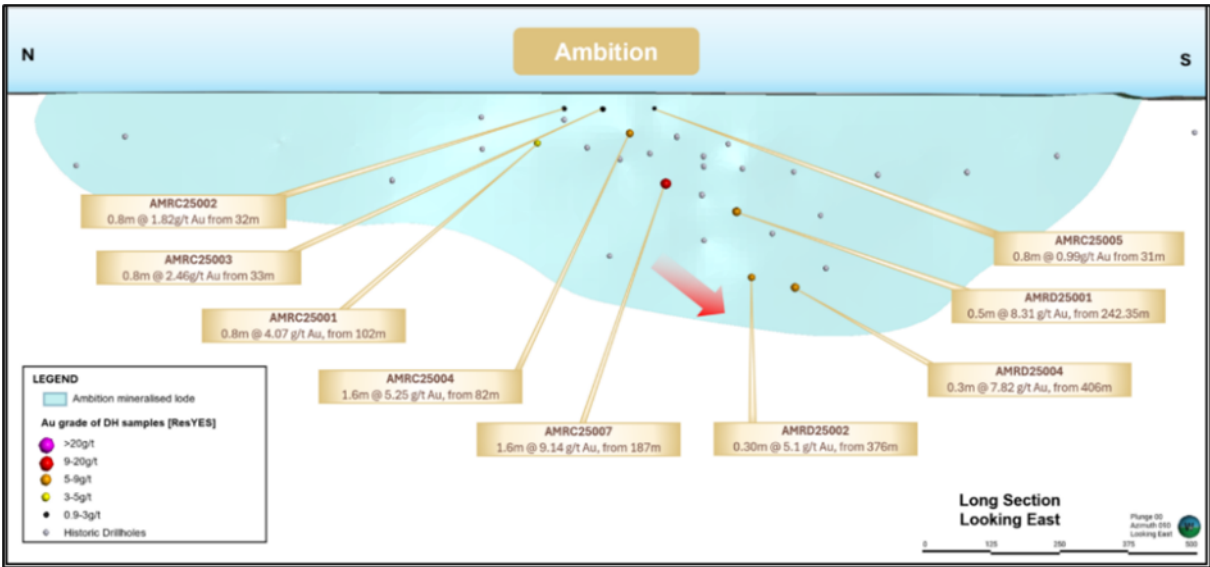 Ambition
N
S
AMRC25002
0.8m @ 1.82g/t Au from 32m
AMRC25003
0.8m @ 2.46g/t Au from 33m
AMRC25001
0.8m @ 4.07 g/t Au, from 102m
AMRC25004
1.6m @ 5.25 g/t Au, from 82m
AMRC25007
1.6m @ 9.14 g/t Au, from 187m
AMRD25002
0.30m @ 5.1 g/t Au, from 376m
AMRD25004
0.3m @ 7.82 g/t Au, from 406m
AMRD25001
0.5m @ 8.31 g/t Au, from 242.35m
AMRC25005
0.8m @ 0.99g/t Au from 31m
LEGEND
Ambition mineralised lode
Au grade of DH samples [ResYES]
>20g/t
9-20g/t
5-9g/t
3-5g/t
0.9-3g/t
Historic Drillholes
Long Section
Looking East
Plunge 00
Azimuth 090
Looking East
0 125 250 375 500